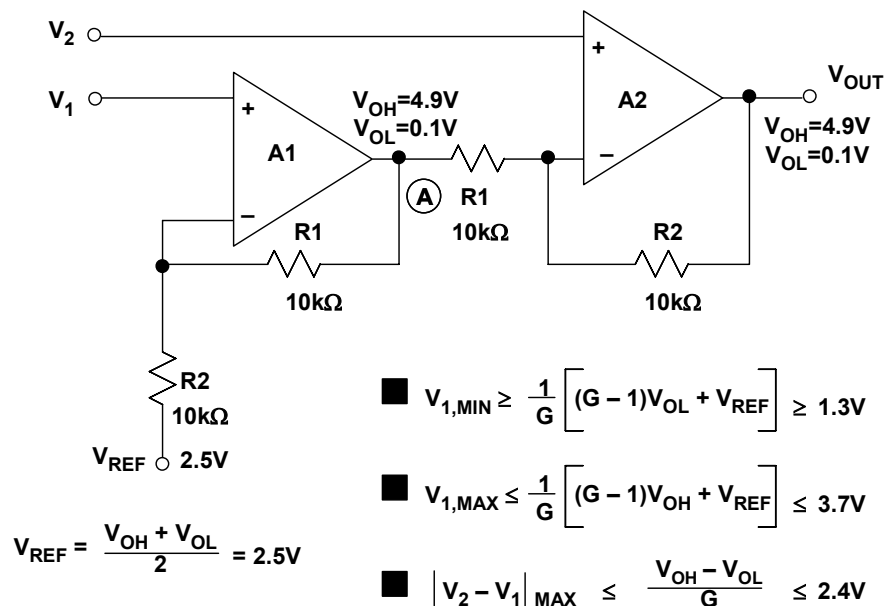 V2
V1
+
−
A1
VOH=4.9V
VOL=0.1V
A
R1
10kΩ
+
−
A2
VOUT
VOH=4.9V
VOL=0.1V
R1
10kΩ
R2
10kΩ
R2
10kΩ
VREF 2.5V
VREF = VOH + VOL / 2 = 2.5V
V1,MIN ≥ 1/G [(G − 1)VOL + VREF] ≥ 1.3V
V1,MAX ≤ 1/G [(G − 1)VOH + VREF] ≤ 3.7V
|V2 − V1| MAX ≤ VOH − VOL / G ≤ 2.4V